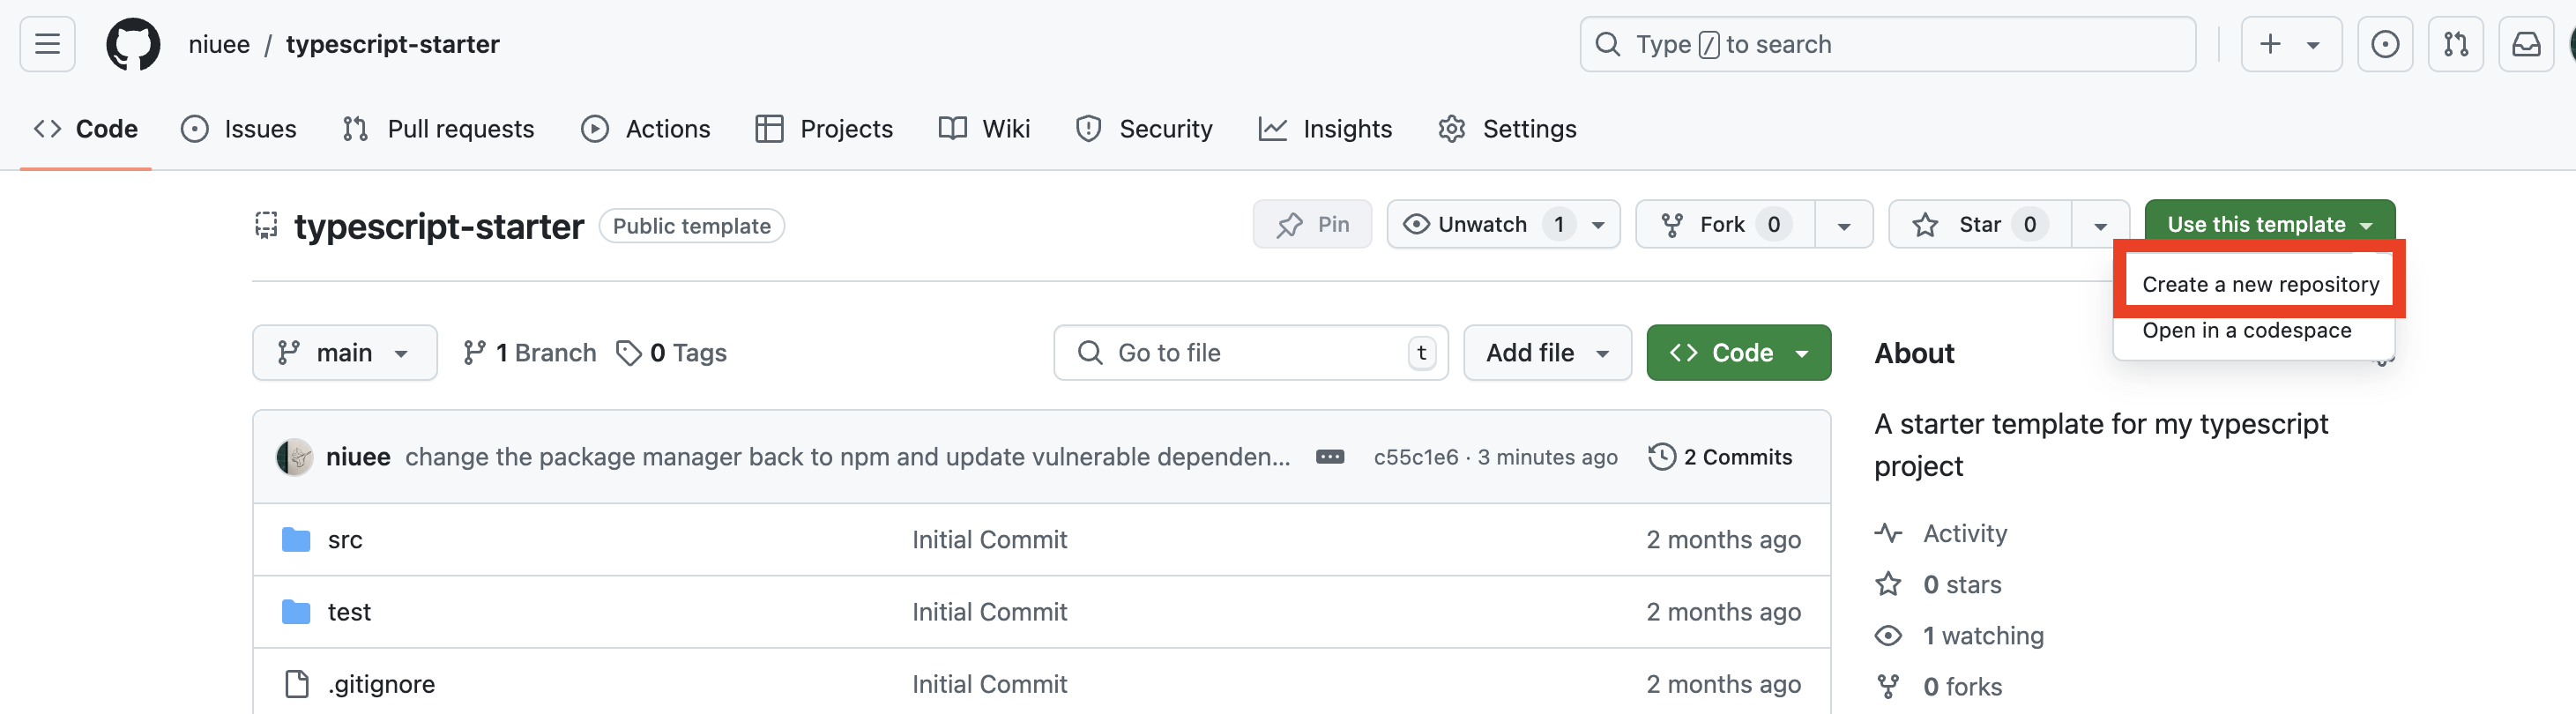 niuee / typescript-starter
Type / to search
Code Issues Pull requests Actions Projects Wiki Security Insights Settings
typescript-starter Public template Pin Unwatch 1 Fork 0 Star 0 Use this template
Create a new repository
Open in a codespace
main 1 Branch 0 Tags Go to file t Add file Code
niuee change the package manager back to npm and update vulnerable dependen... c55c1e6 · 3 minutes ago 2 Commits
src Initial Commit 2 months ago
test Initial Commit 2 months ago
.gitignore Initial Commit 2 months ago
About
A starter template for my typescript
project
Activity
0 stars
1 watching
0 forks